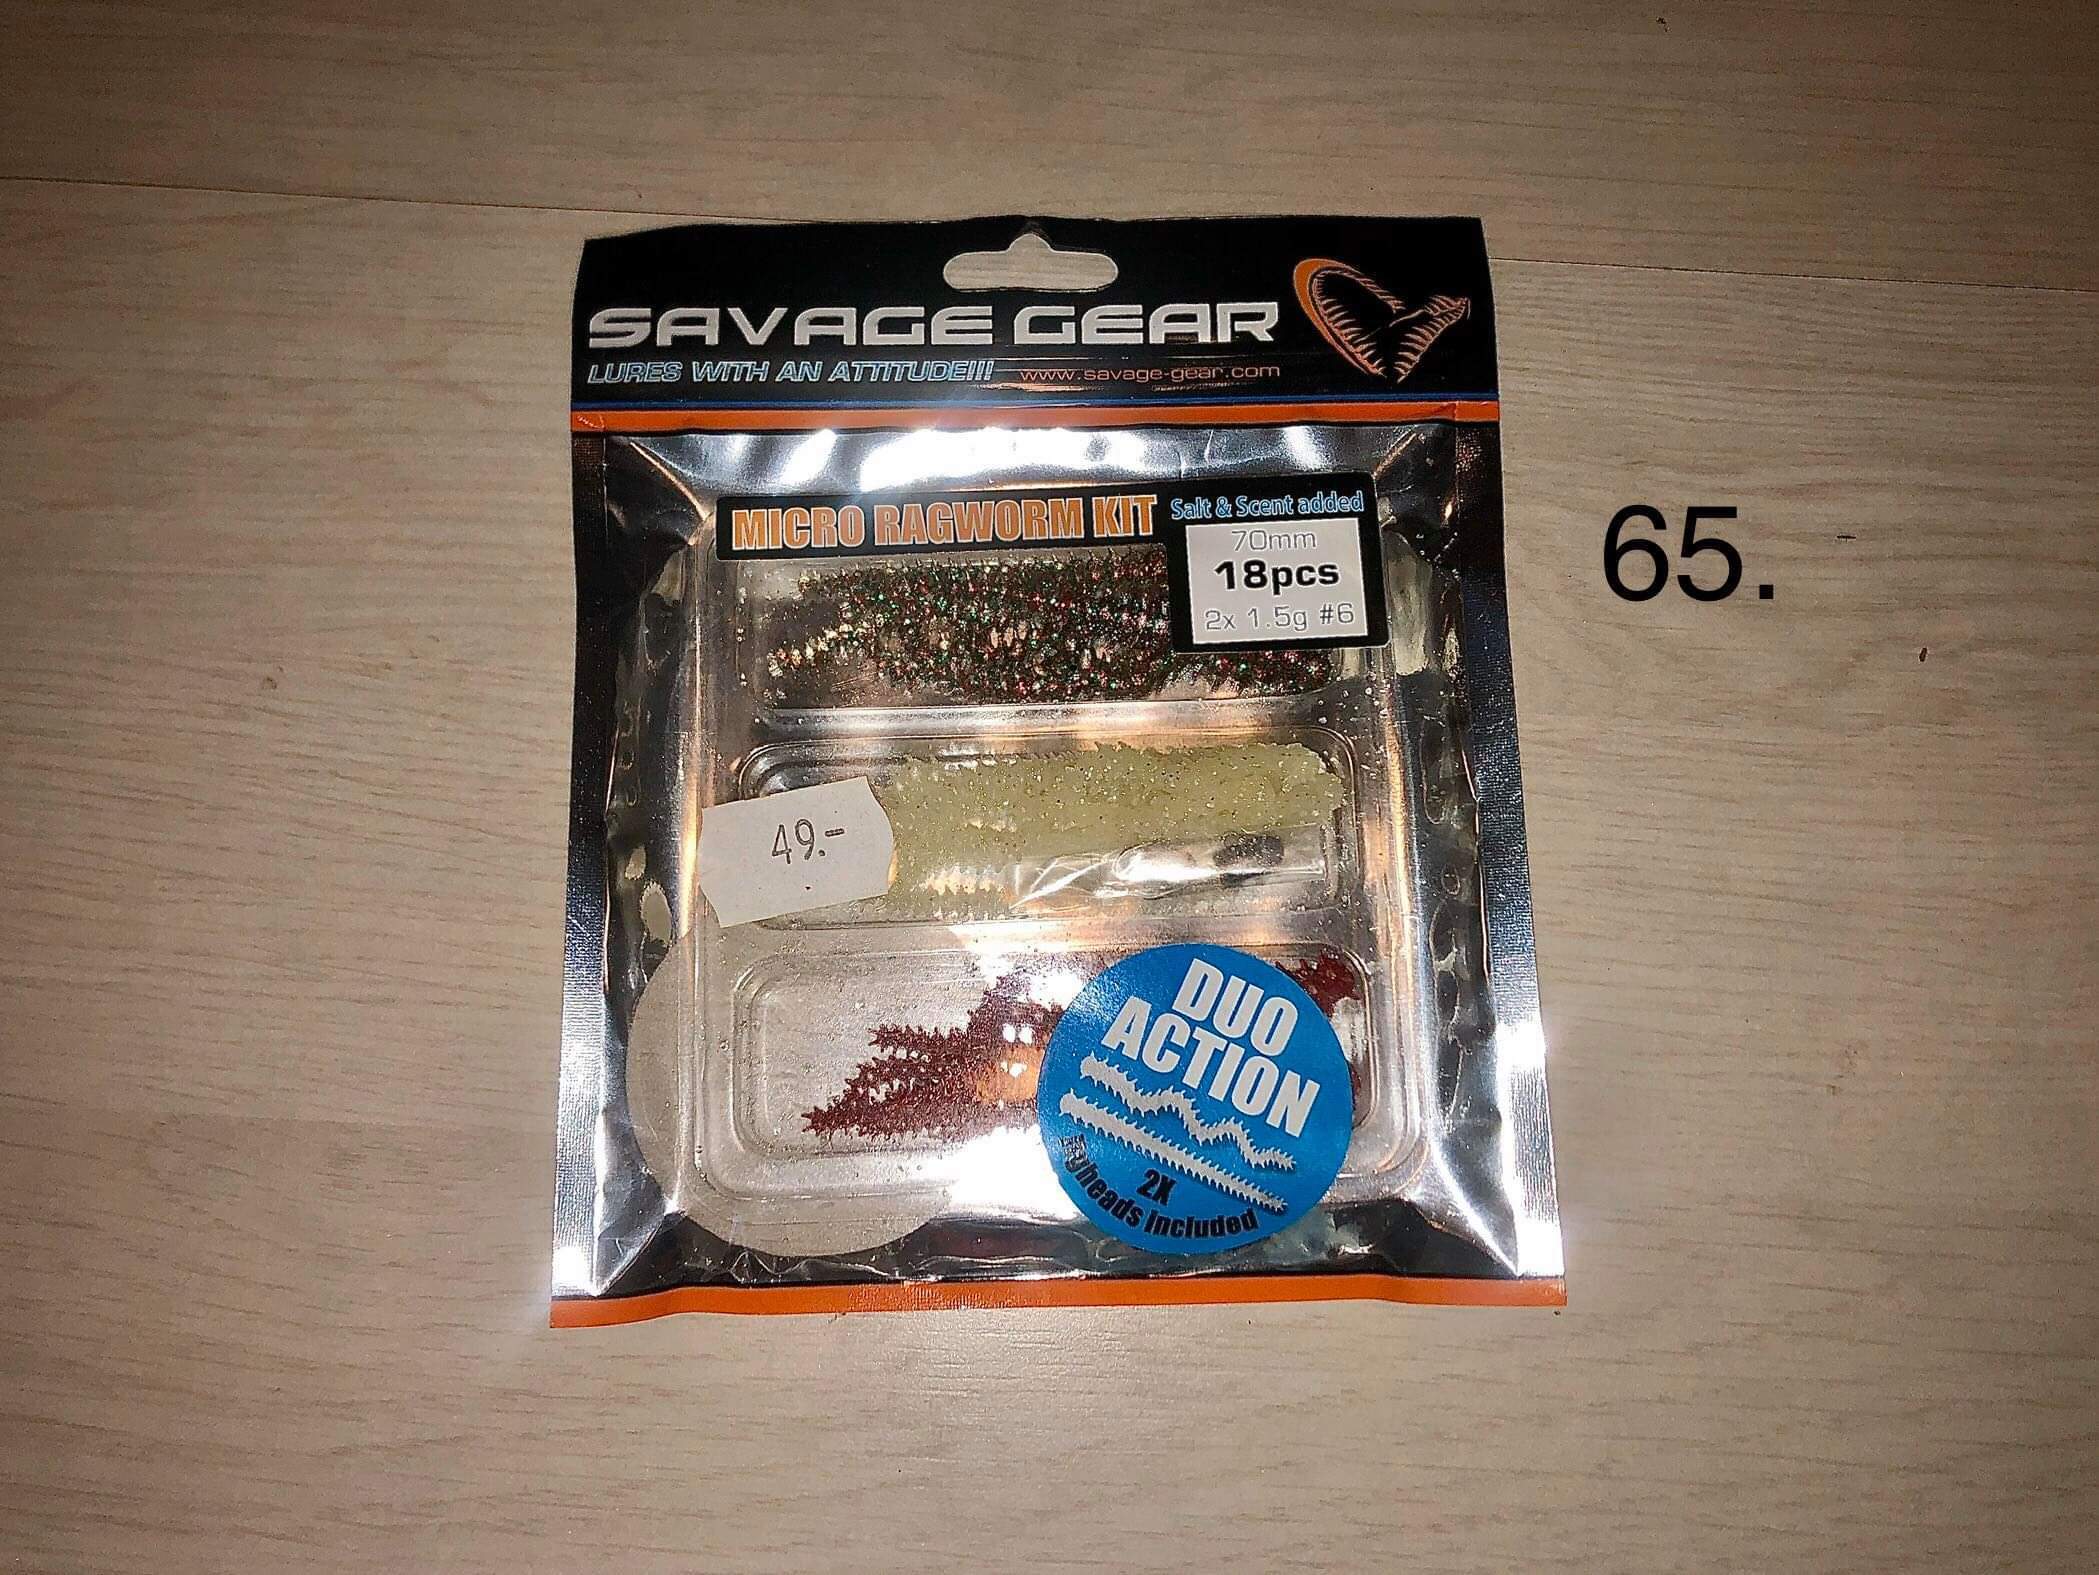 SAVAGE GEAR
LURES WITH AN ATTITUDE!!! www.savage-gear.com
MICRO RAGWORM KIT Salt & Scent added
70mm
18pcs
2x 1.5g #6
65.
49.-
DUO
ACTION
2X
Jigheads included